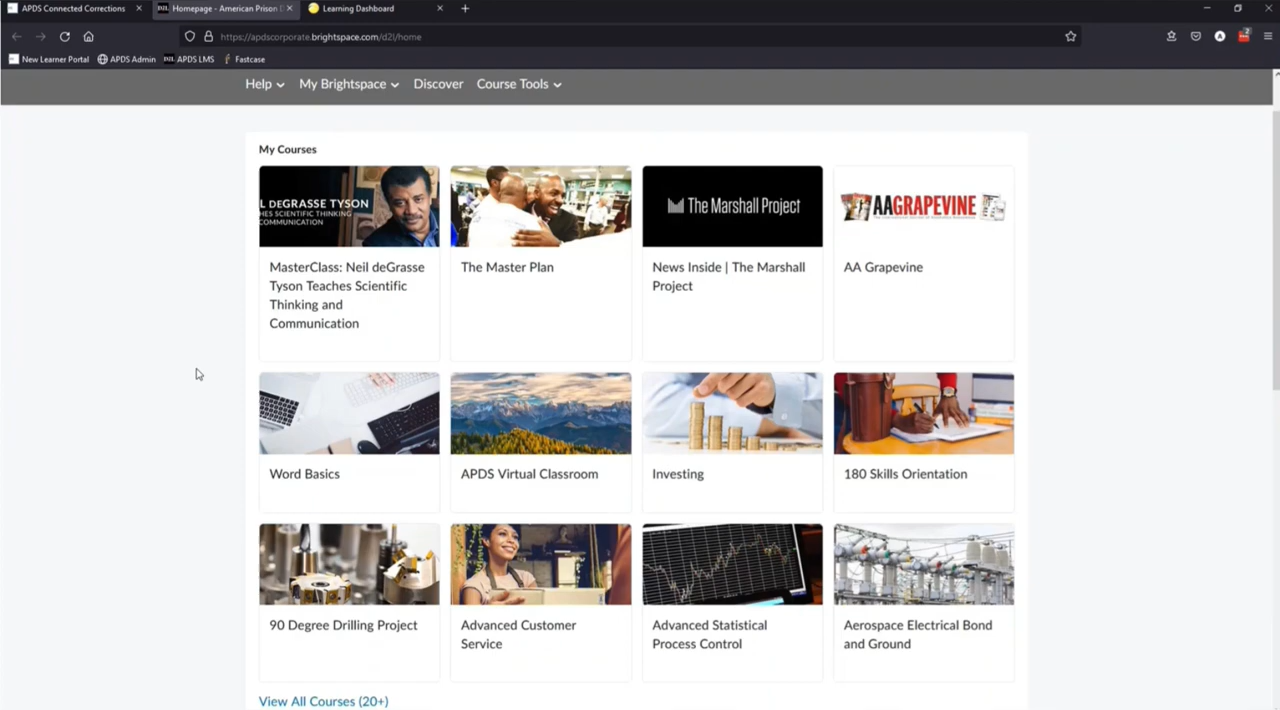 APDS Connected Corrections
Homepage - American Prison D
Learning Dashboard
https://apdscorporate.brightspace.com/d2l/home
2
New Learner Portal
APDS Admin
D2L APDS LMS
Fastcase
Help
My Brightspace
Discover
Course Tools
My Courses
L DEGRASSE TYSON
HES SCIENTIFIC THINKING
COMMUNICATION
The Marshall Project
AAGRAPEVINE
MasterClass: Neil deGrasse
Tyson Teaches Scientific
Thinking and
Communication
The Master Plan
News Inside | The Marshall
Project
AA Grapevine
Word Basics
APDS Virtual Classroom
Investing
180 Skills Orientation
90 Degree Drilling Project
Advanced Customer
Service
Advanced Statistical
Process Control
Aerospace Electrical Bond
and Ground
View All Courses (20+)